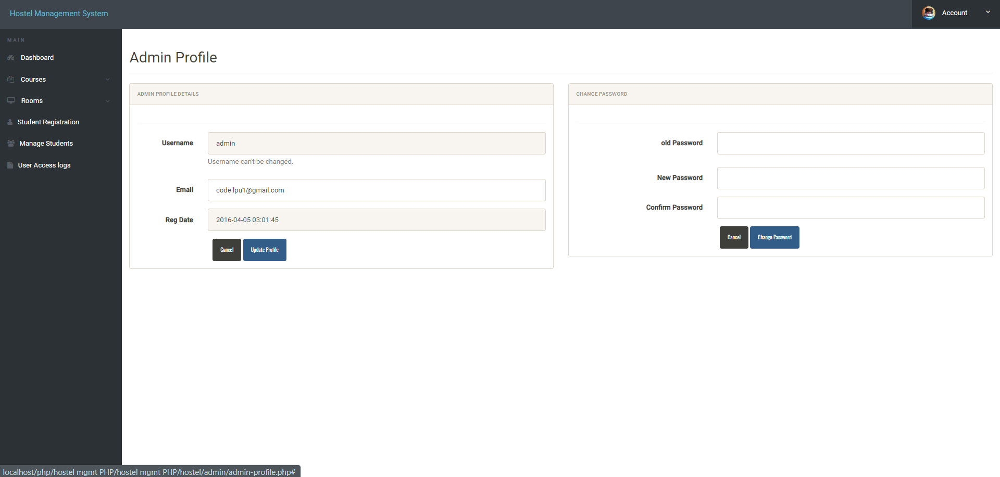 Hostel Management System
Account
MAIN
Dashboard
Courses
Rooms
Student Registration
Manage Students
User Access logs
Admin Profile
ADMIN PROFILE DETAILS
Username
admin
Username can't be changed.
Email
code.lpu1@gmail.com
Reg Date
2016-04-05 03:01:45
Cancel
Update Profile
CHANGE PASSWORD
old Password
New Password
Confirm Password
Cancel
Change Password
localhost/php/hostel mgmt PHP/hostel mgmt PHP/hostel/admin/admin-profile.php#